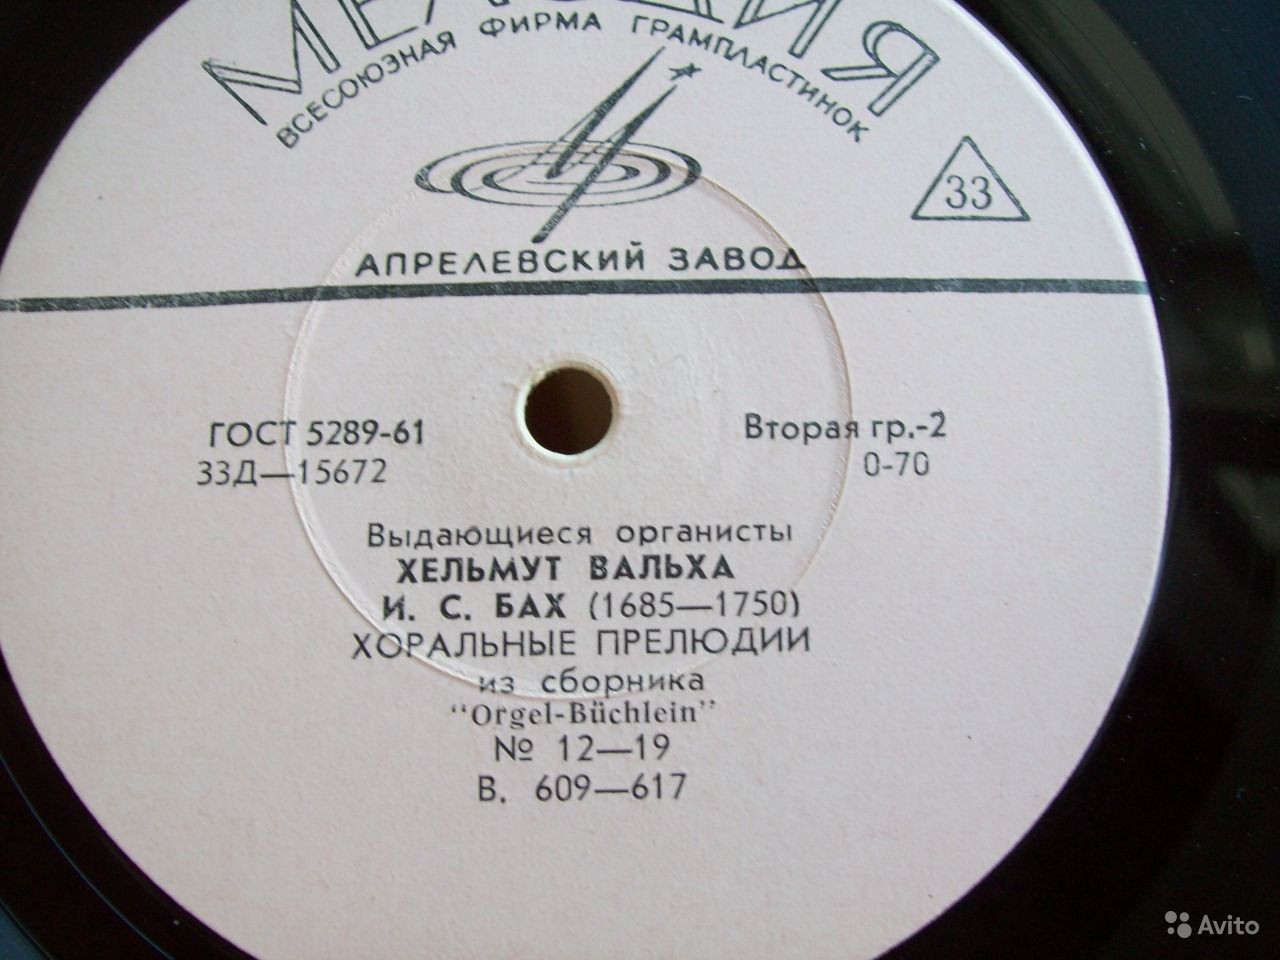 МЕЛОДИЯ
ВСЕСОЮЗНАЯ ФИРМА ГРАМПЛАСТИНОК
33
АПРЕЛЕВСКИЙ ЗАВОД
ГОСТ 5289-61
Вторая гр.-2
33Д—15672
0-70
Выдающиеся органисты
ХЕЛЬМУТ ВАЛЬХА
И. С. БАХ (1685—1750)
ХОРАЛЬНЫЕ ПРЕЛЮДИИ
из сборника
“Orgel-Büchlein”
№ 12—19
В. 609—617
Avito